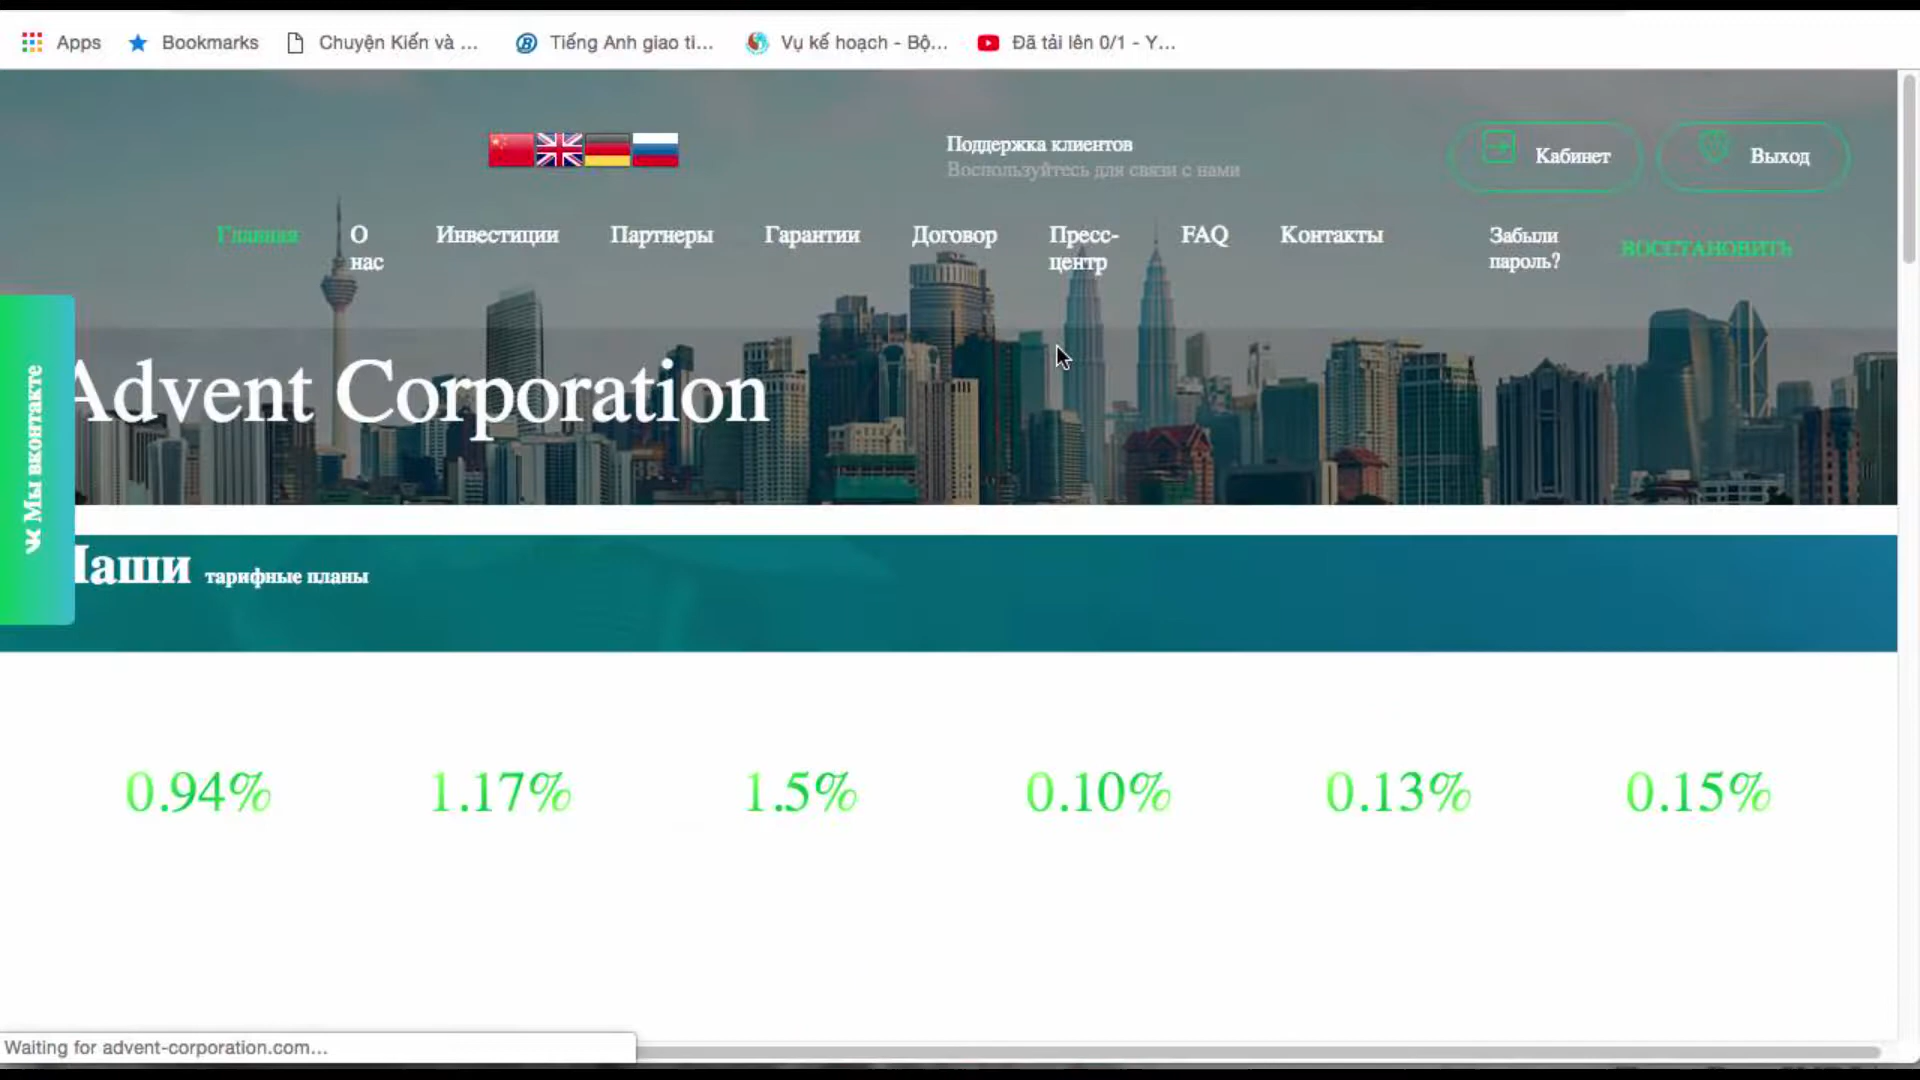 Apps Bookmarks Chuyện Kiến và ... Tiếng Anh giao ti... Vụ kế hoạch - Bộ... Đã tải lên 0/1 - Y...
Поддержка клиентов
Воспользуйтесь для связи с нами
Кабинет
Выход
Главная
О нас
Инвестиции
Партнеры
Гарантии
Договор
Пресс-
центр
FAQ
Контакты
Забыли
пароль?
ВОССТАНОВИТЬ
Advent Corporation
Мы вконтакте
Наши тарифные планы
0.94% 1.17% 1.5% 0.10% 0.13% 0.15%
Waiting for advent-corporation.com...